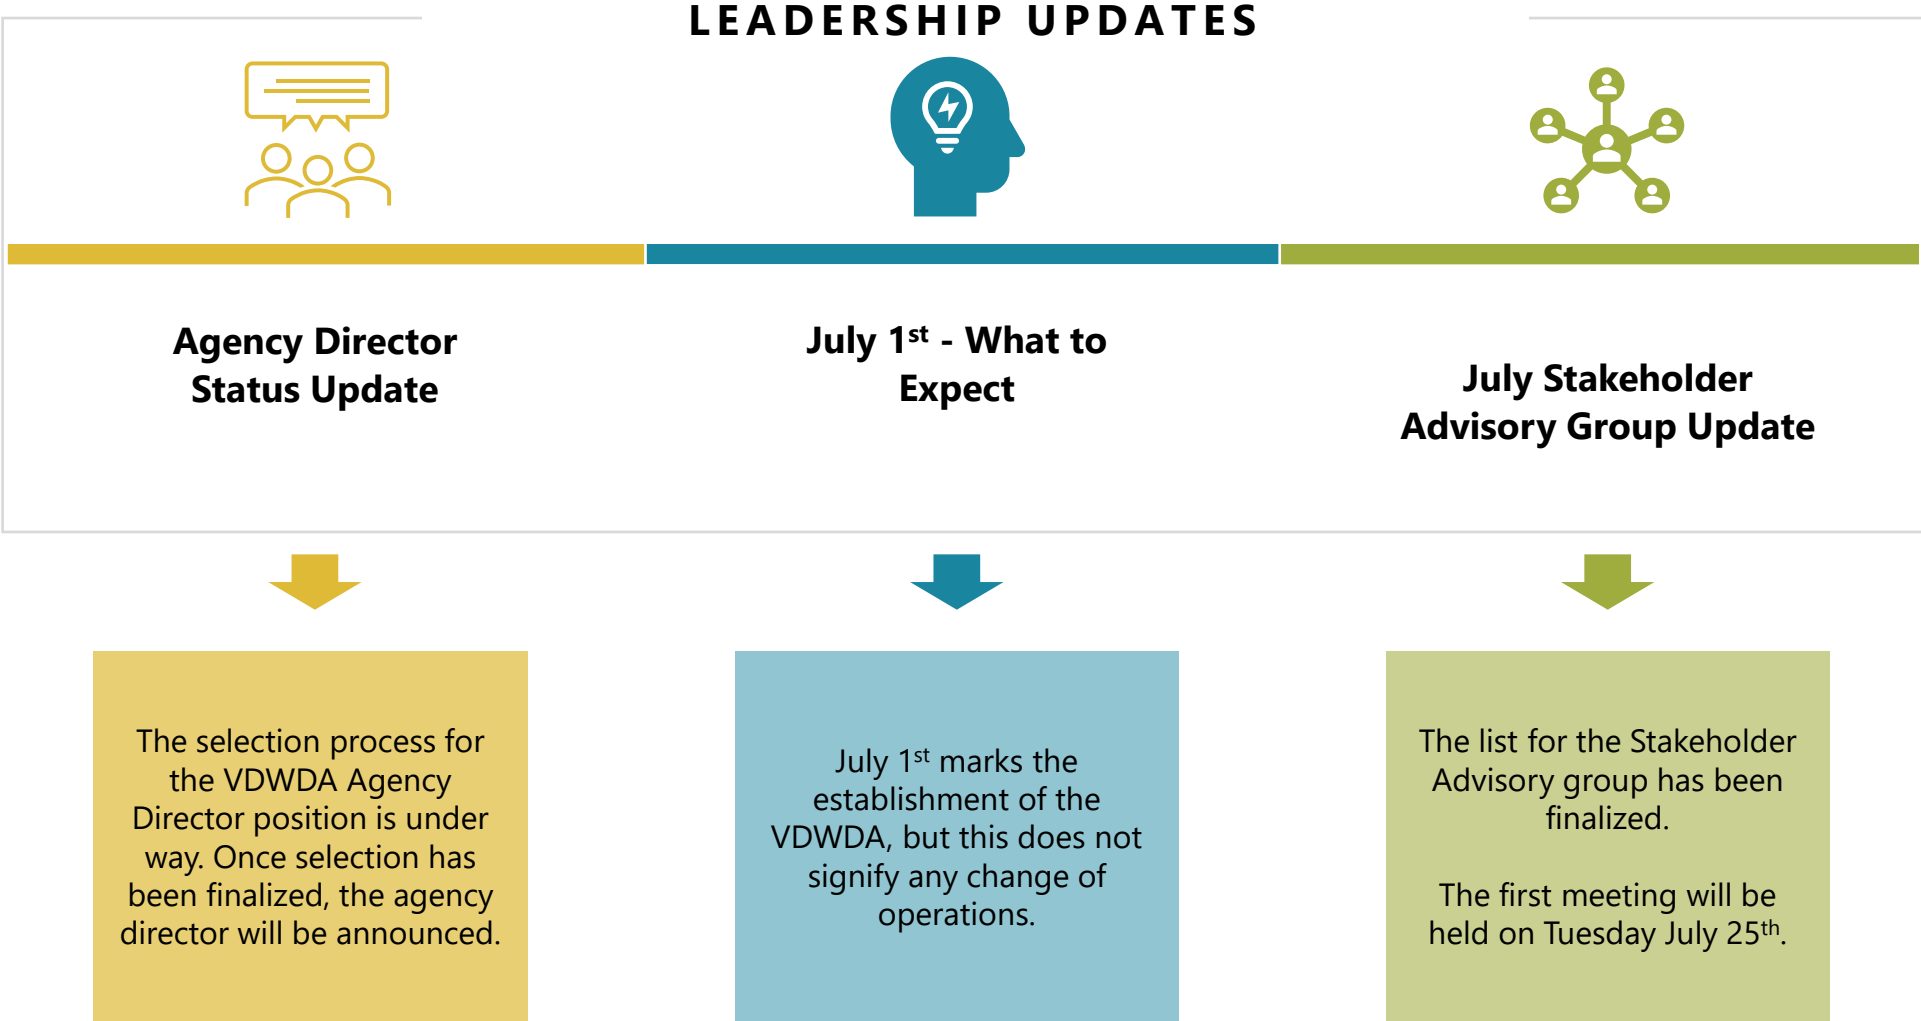 LEADERSHIP UPDATES
Agency Director
Status Update
July 1st - What to
Expect
July Stakeholder
Advisory Group Update
The selection process for
the VDWDA Agency
Director position is under
way. Once selection has
been finalized, the agency
director will be announced.
July 1st marks the
establishment of the
VDWDA, but this does not
signify any change of
operations.
The list for the Stakeholder
Advisory group has been
finalized.
The first meeting will be
held on Tuesday July 25th.